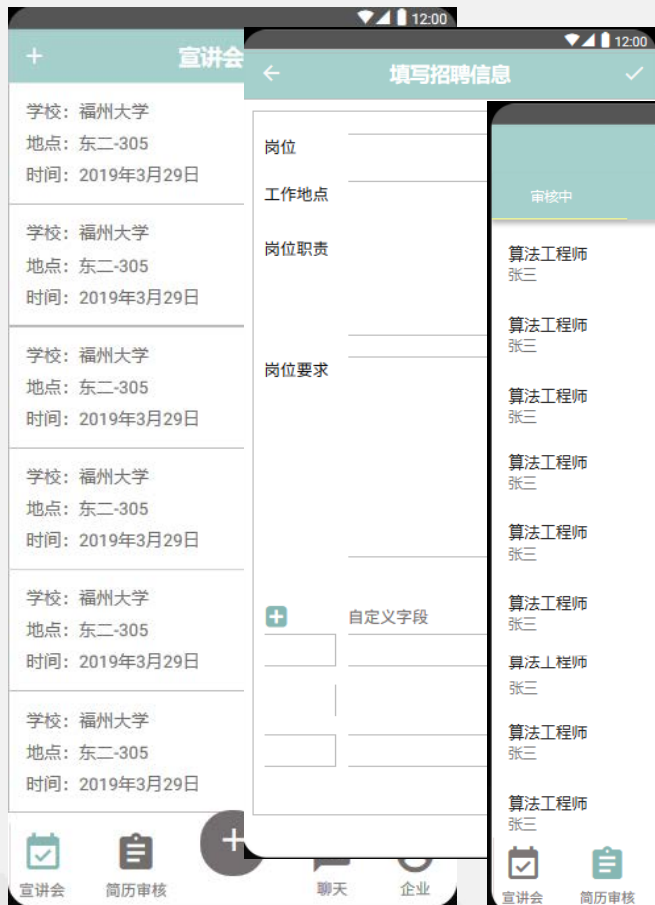 12:00
宣讲会
学校：福州大学
地点：东二-305
时间：2019年3月29日
学校：福州大学
地点：东二-305
时间：2019年3月29日
学校：福州大学
地点：东二-305
时间：2019年3月29日
学校：福州大学
地点：东二-305
时间：2019年3月29日
学校：福州大学
地点：东二-305
时间：2019年3月29日
学校：福州大学
地点：东二-305
时间：2019年3月29日
宣讲会
简历审核
聊天
企业
12:00
填写招聘信息
岗位
工作地点
岗位职责
岗位要求
自定义字段
审核中
算法工程师
张三
算法工程师
张三
算法工程师
张三
算法工程师
张三
算法工程师
张三
算法工程师
张三
算法工程师
张三
算法工程师
张三
算法工程师
张三
宣讲会
简历审核